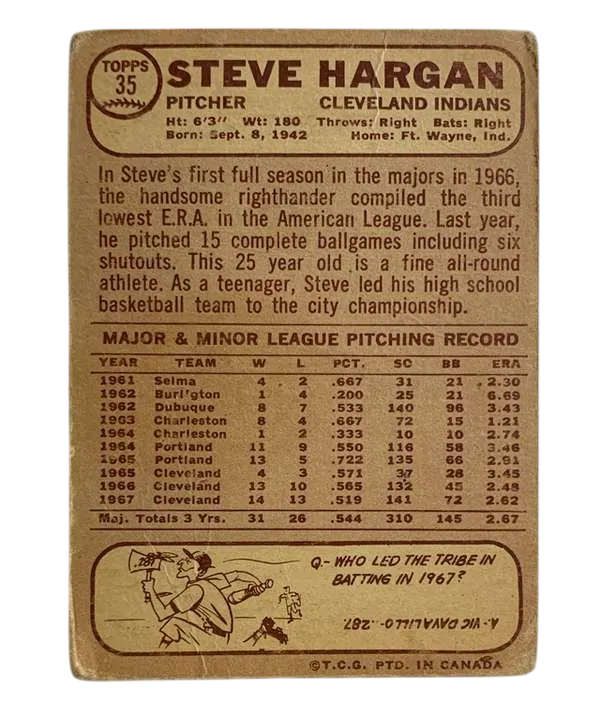 TOPPS
35
STEVE HARGAN
PITCHER CLEVELAND INDIANS
Ht: 6'3" Wt: 180 Throws: Right Bats: Right
Born: Sept. 8, 1942 Home: Ft. Wayne, Ind.
In Steve's first full season in the majors in 1966,
the handsome righthander compiled the third
lowest E.R.A. in the American League. Last year,
he pitched 15 complete ballgames including six
shutouts. This 25 year old is a fine all-round
athlete. As a teenager, Steve led his high school
basketball team to the city championship.
MAJOR & MINOR LEAGUE PITCHING RECORD
YEAR TEAM W L PCT. SO BB ERA
1961 Selma 4 2 .667 31 21 2.30
1962 Burlington 1 4 .200 25 21 6.69
1962 Dubuque 8 7 .533 140 96 3.43
1963 Charleston 8 4 .667 72 15 1.21
1964 Charleston 1 2 .333 10 10 2.74
1964 Portland 11 9 .550 116 58 3.46
1965 Portland 13 5 .722 135 66 2.91
1965 Cleveland 4 3 .571 37 28 3.45
1966 Cleveland 13 10 .565 132 45 2.48
1967 Cleveland 14 13 .519 141 72 2.62
Maj. Totals 3 Yrs. 31 26 .544 310 145 2.67
.287
Q.- WHO LED THE TRIBE IN
BATTING IN 1967?
A- VIC DAVALILLO -.287.
©T.C.G. PTD. IN CANADA